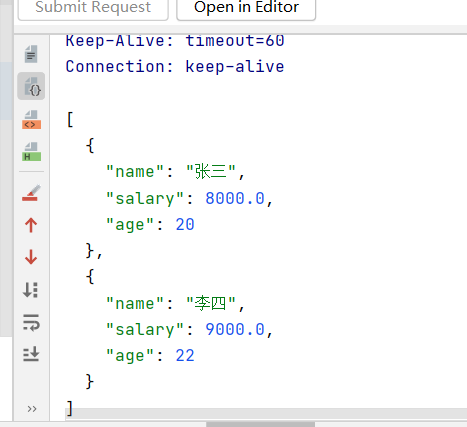 Submit Request
Open in Editor
Keep-Alive: timeout=60
Connection: keep-alive
[
  {
    "name": "张三",
    "salary": 8000.0,
    "age": 20
  },
  {
    "name": "李四",
    "salary": 9000.0,
    "age": 22
  }
]